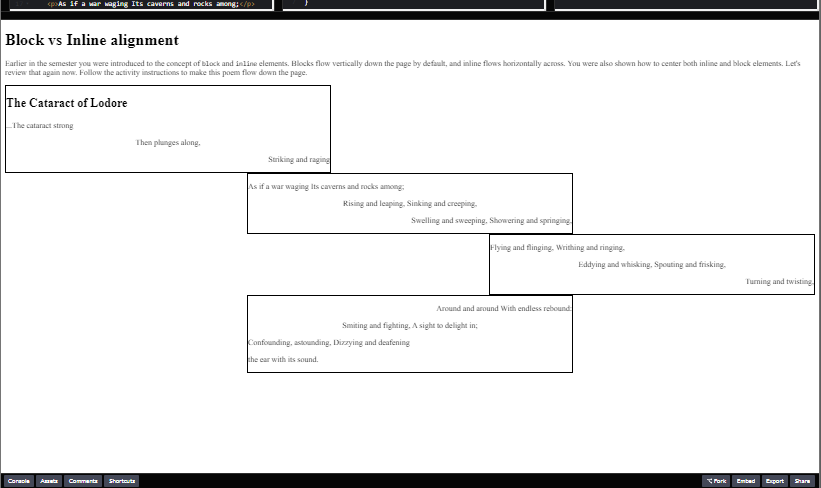 <p>As if a war waging Its caverns and rocks among;</p>
}
Block vs Inline alignment
Earlier in the semester you were introduced to the concept of block and inline elements. Blocks flow vertically down the page by default, and inline flows horizontally across. You were also shown how to center both inline and block elements. Let's
review that again now. Follow the activity instructions to make this poem flow down the page.
The Cataract of Lodore
...The cataract strong
Then plunges along,
Striking and raging
As if a war waging Its caverns and rocks among;
Rising and leaping, Sinking and creeping,
Swelling and sweeping, Showering and springing,
Flying and flinging, Writhing and ringing,
Eddying and whisking, Spouting and frisking,
Turning and twisting,
Around and around With endless rebound:
Smiting and fighting, A sight to delight in;
Confounding, astounding, Dizzying and deafening
the ear with its sound.
Console Assets Comments Shortcuts Fork Embed Export Share